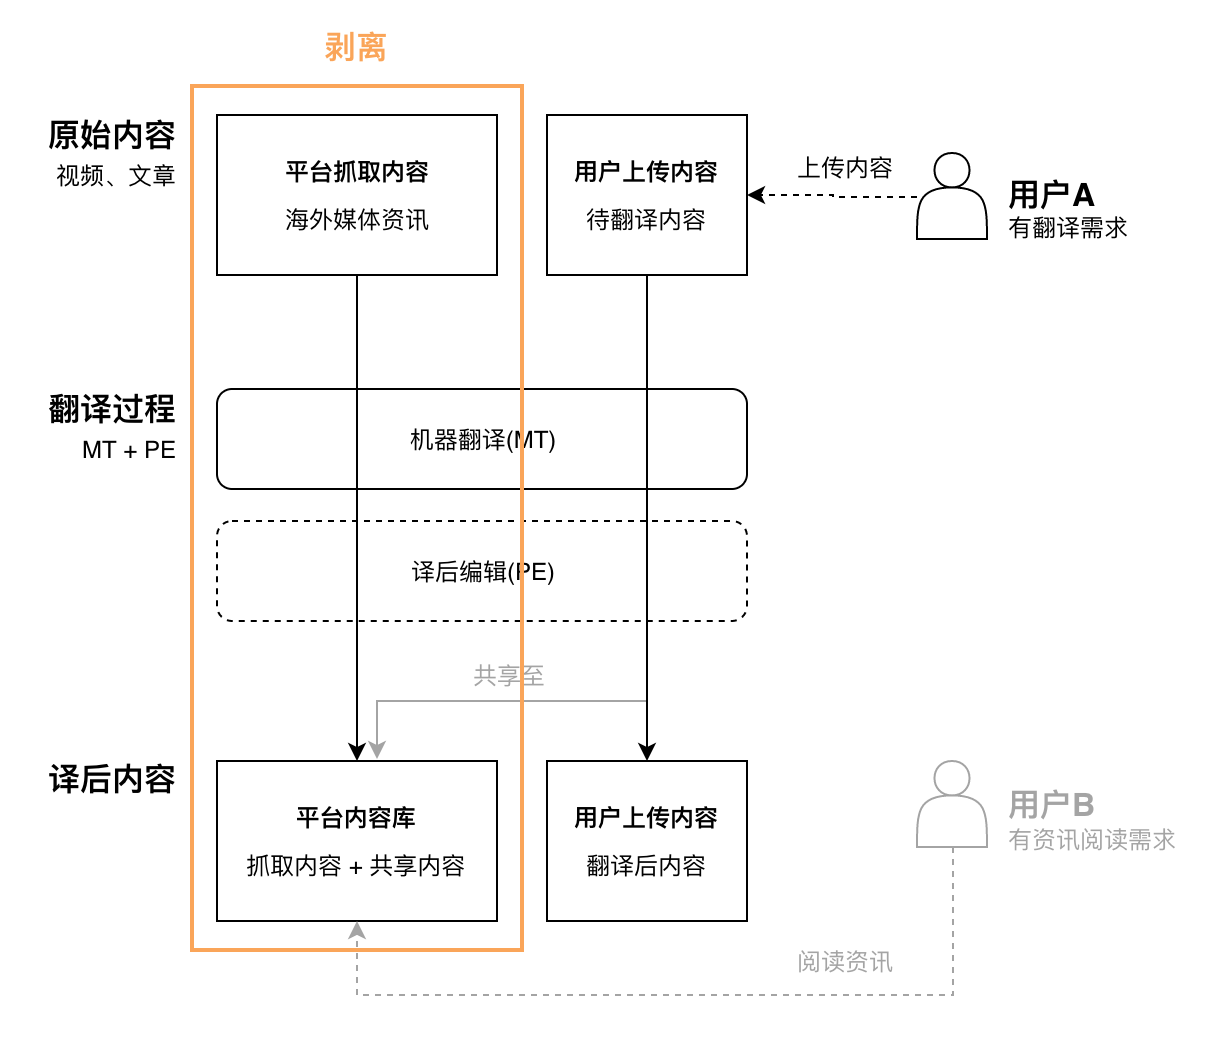 剥离
原始内容
视频、文章
平台抓取内容
海外媒体资讯
用户上传内容
待翻译内容
上传内容
用户A
有翻译需求
翻译过程
MT + PE
机器翻译(MT)
译后编辑(PE)
共享至
译后内容
平台内容库
抓取内容 + 共享内容
用户上传内容
翻译后内容
用户B
有资讯阅读需求
阅读资讯